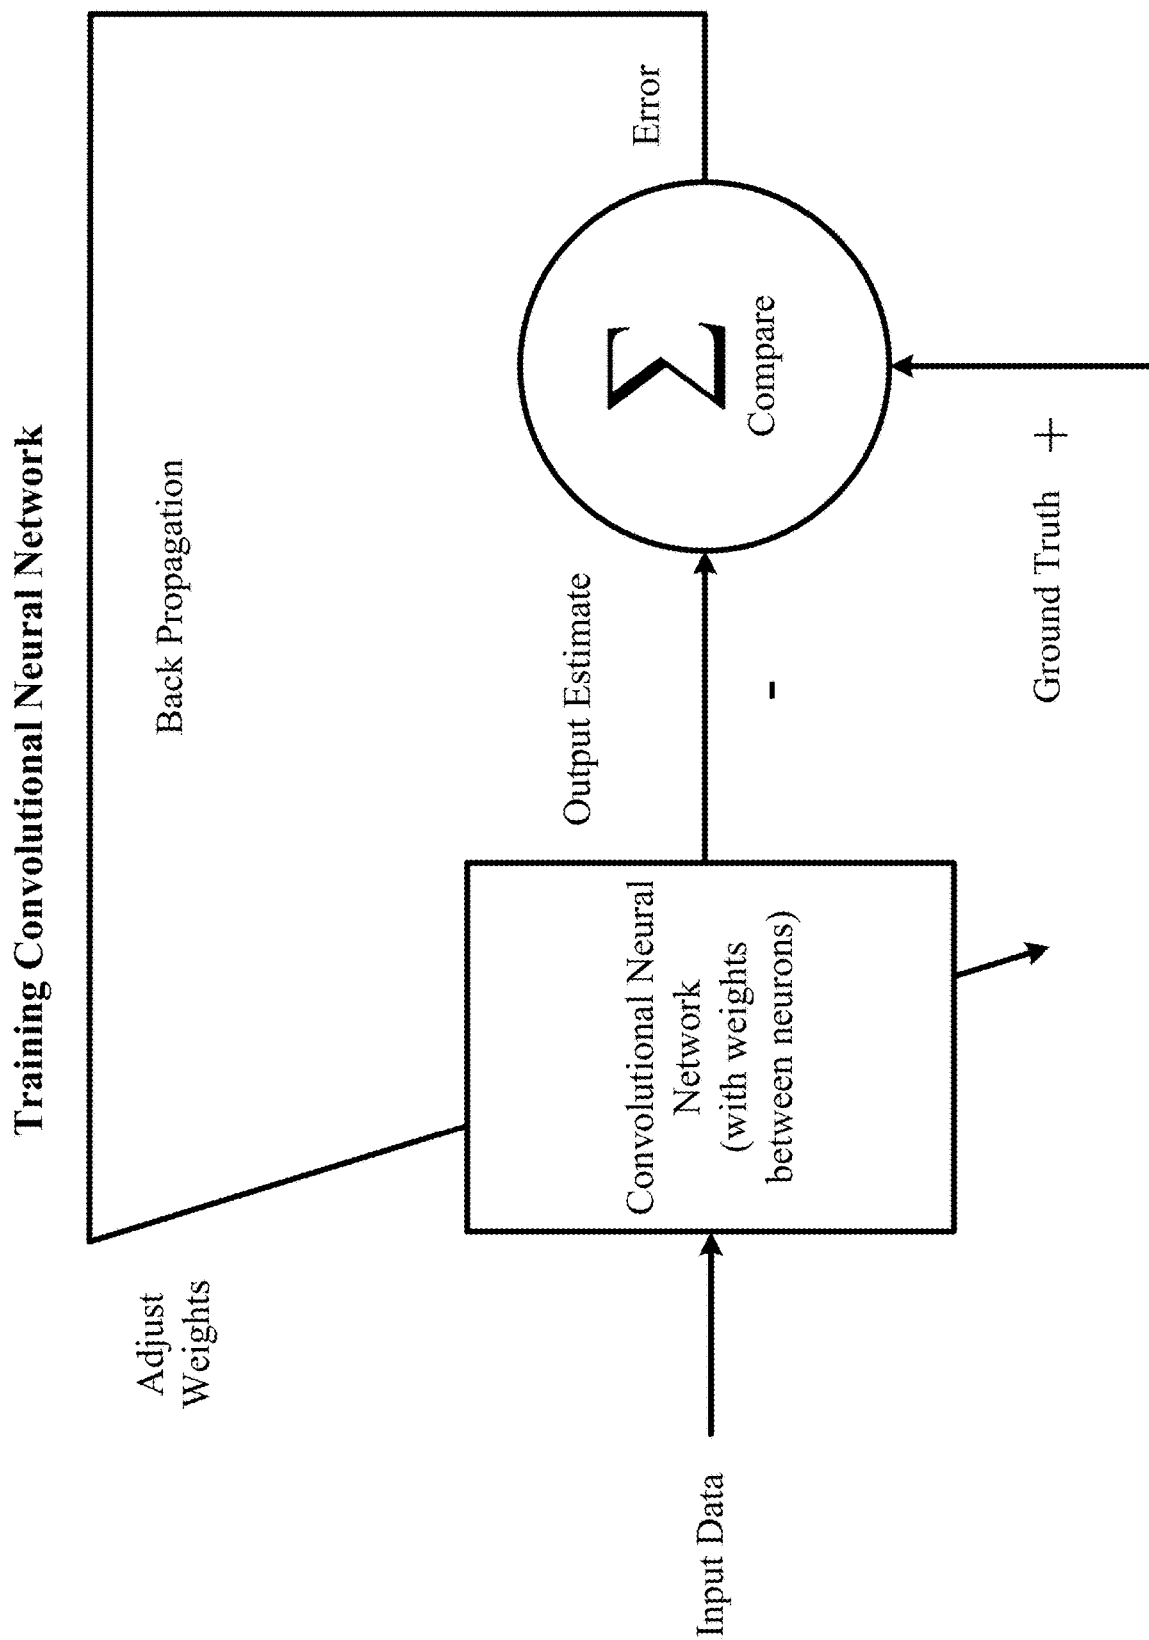 Training Convolutional Neural Network
Back Propagation
Adjust
Weights
Error
Output Estimate
Σ
Compare
Convolutional Neural
Network
(with weights
between neurons)
Input Data
-
Ground Truth +